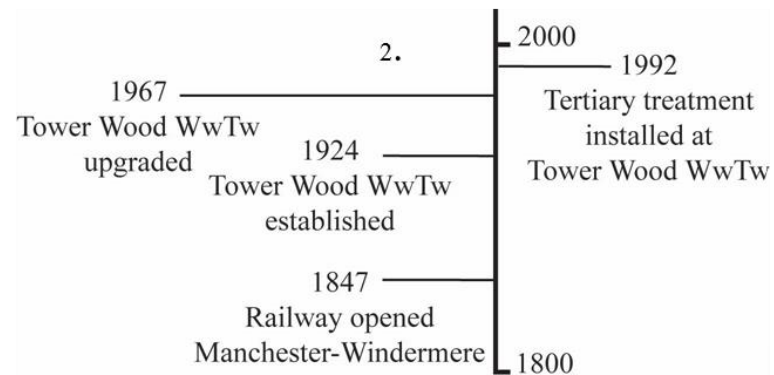 2.
2000
1992
Tertiary treatment
installed at
Tower Wood WwTw
1967
Tower Wood WwTw
upgraded
1924
Tower Wood WwTw
established
1847
Railway opened
Manchester-Windermere
1800